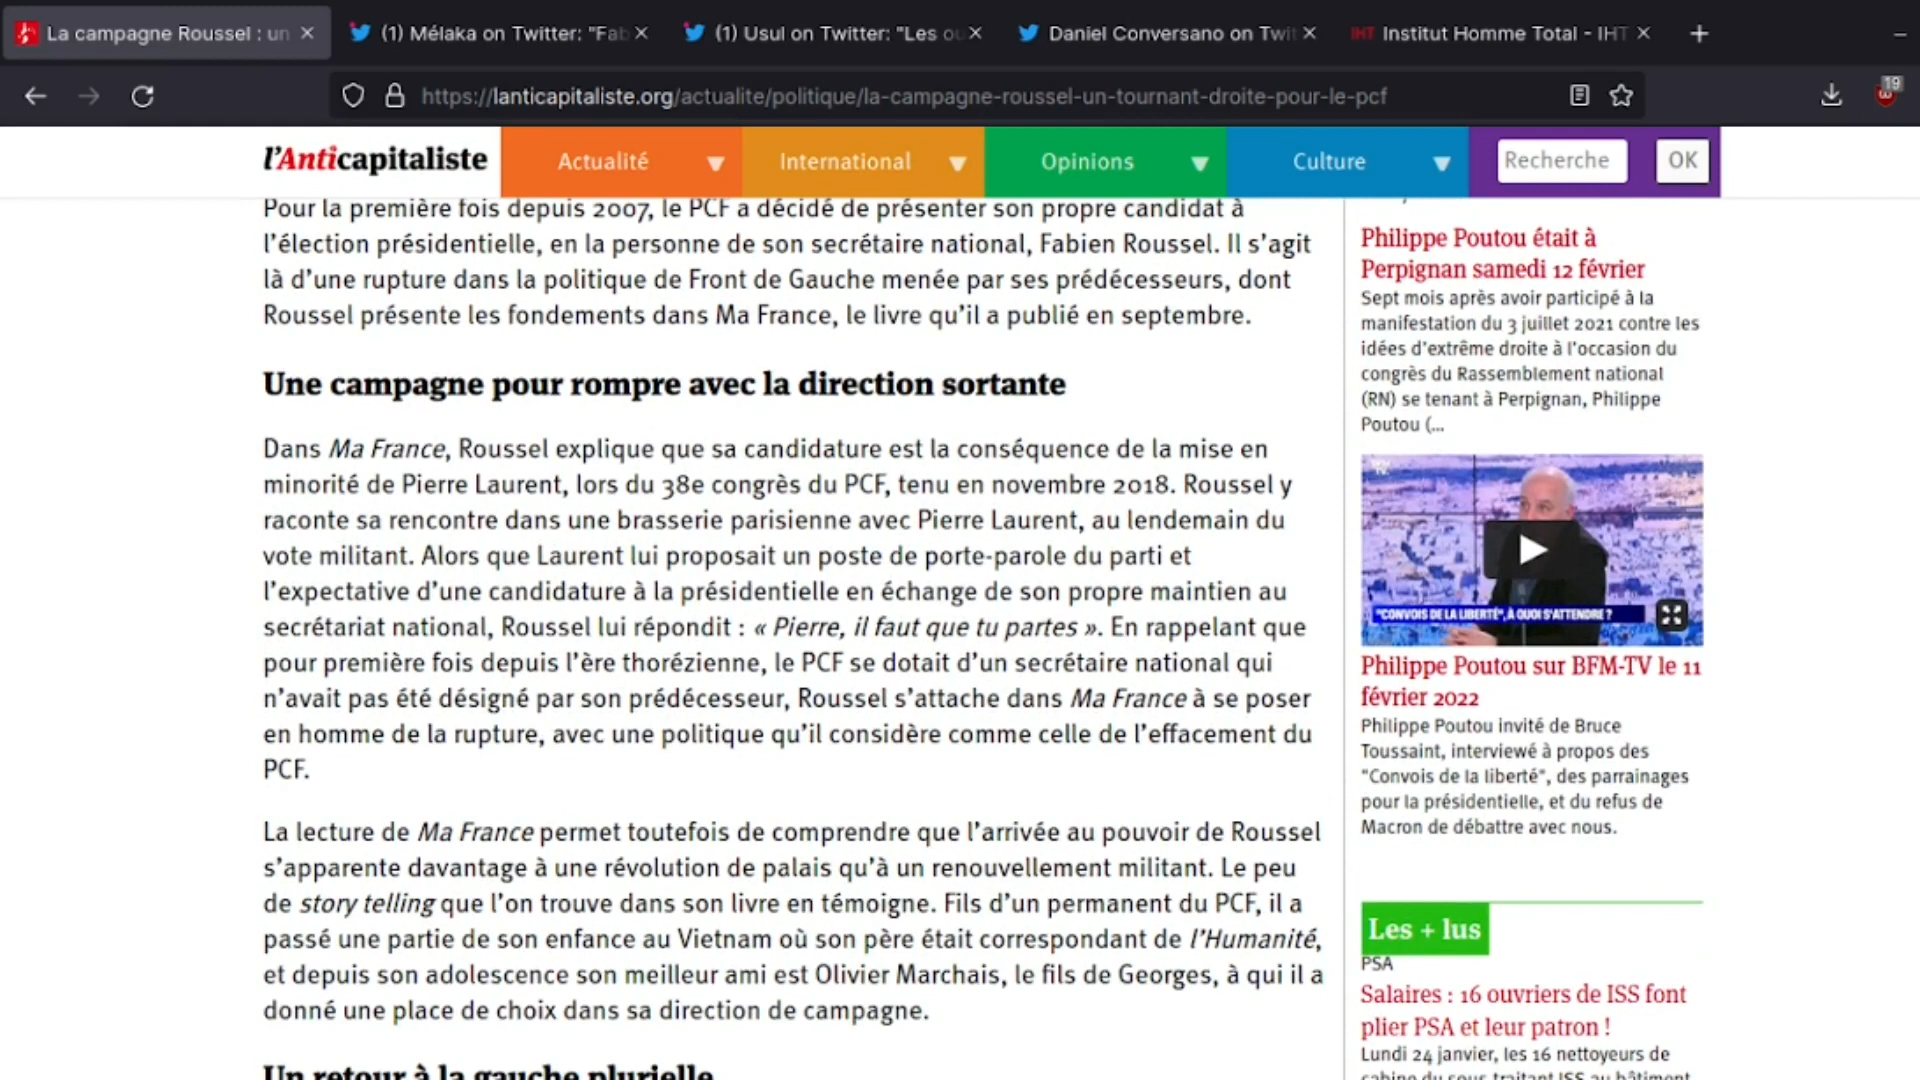 La campagne Roussel : un
(1) Mélaka on Twitter: "Fab
(1) Usul on Twitter: "Les ou
Daniel Conversano on Twit
IHT Institut Homme Total - IHT
https://lanticapitaliste.org/actualite/politique/la-campagne-roussel-un-tournant-droite-pour-le-pcf
19
l'Anticapitaliste
Actualité
International
Opinions
Culture
Recherche
OK
Pour la première fois depuis 2007, le PCF a décidé de présenter son propre candidat à
l'élection présidentielle, en la personne de son secrétaire national, Fabien Roussel. Il s'agit
là d'une rupture dans la politique de Front de Gauche menée par ses prédécesseurs, dont
Roussel présente les fondements dans Ma France, le livre qu'il a publié en septembre.
Une campagne pour rompre avec la direction sortante
Dans Ma France, Roussel explique que sa candidature est la conséquence de la mise en
minorité de Pierre Laurent, lors du 38e congrès du PCF, tenu en novembre 2018. Roussel y
raconte sa rencontre dans une brasserie parisienne avec Pierre Laurent, au lendemain du
vote militant. Alors que Laurent lui proposait un poste de porte-parole du parti et
l'expectative d'une candidature à la présidentielle en échange de son propre maintien au
secrétariat national, Roussel lui répondit : « Pierre, il faut que tu partes ». En rappelant que
pour première fois depuis l'ère thorézienne, le PCF se dotait d'un secrétaire national qui
n'avait pas été désigné par son prédécesseur, Roussel s'attache dans Ma France à se poser
en homme de la rupture, avec une politique qu'il considère comme celle de l'effacement du
PCF.
La lecture de Ma France permet toutefois de comprendre que l'arrivée au pouvoir de Roussel
s'apparente davantage à une révolution de palais qu'à un renouvellement militant. Le peu
de story telling que l'on trouve dans son livre en témoigne. Fils d'un permanent du PCF, il a
passé une partie de son enfance au Vietnam où son père était correspondant de l'Humanité,
et depuis son adolescence son meilleur ami est Olivier Marchais, le fils de Georges, à qui il a
donné une place de choix dans sa direction de campagne.
Un retour à la gauche plurielle
Philippe Poutou était à
Perpignan samedi 12 février
Sept mois après avoir participé à la
manifestation du 3 juillet 2021 contre les
idées d'extrême droite à l'occasion du
congrès du Rassemblement national
(RN) se tenant à Perpignan, Philippe
Poutou (...
"CONVOIS DE LA LIBERTÉ", À QUOI S'ATTENDRE ?
Philippe Poutou sur BFM-TV le 11
février 2022
Philippe Poutou invité de Bruce
Toussaint, interviewé à propos des
"Convois de la liberté", des parrainages
pour la présidentielle, et du refus de
Macron de débattre avec nous.
Les + lus
PSA
Salaires : 16 ouvriers de ISS font
plier PSA et leur patron !
Lundi 24 janvier, les 16 nettoyeurs de
cabine du sous-traitant ISS au bâtiment